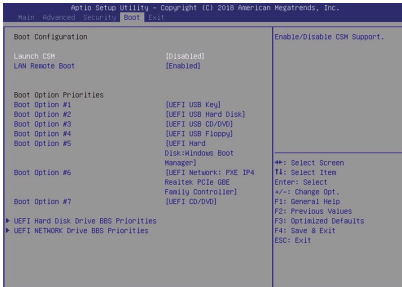 Aptio Setup Utility – Copyright (C) 2018 American Megatrends, Inc.
Main Advanced Security Boot Exit
Boot Configuration
Launch CSM [Disabled]
LAN Remote Boot [Enabled]
Boot Option Priorities
Boot Option #1 [UEFI USB Key]
Boot Option #2 [UEFI USB Hard Disk]
Boot Option #3 [UEFI USB CD/DVD]
Boot Option #4 [UEFI USB Floppy]
Boot Option #5 [UEFI Hard
Disk:Windows Boot
Manager]
Boot Option #6 [UEFI Network: PXE IP4
Realtek PCIe GBE
Family Controller]
Boot Option #7 [UEFI CD/DVD]
UEFI Hard Disk Drive BBS Priorities
UEFI NETWORK Drive BBS Priorities
Enable/Disable CSM Support.
→←: Select Screen
↑↓: Select Item
Enter: Select
+/-: Change Opt.
F1: General Help
F2: Previous Values
F3: Optimized Defaults
F4: Save & Exit
ESC: Exit